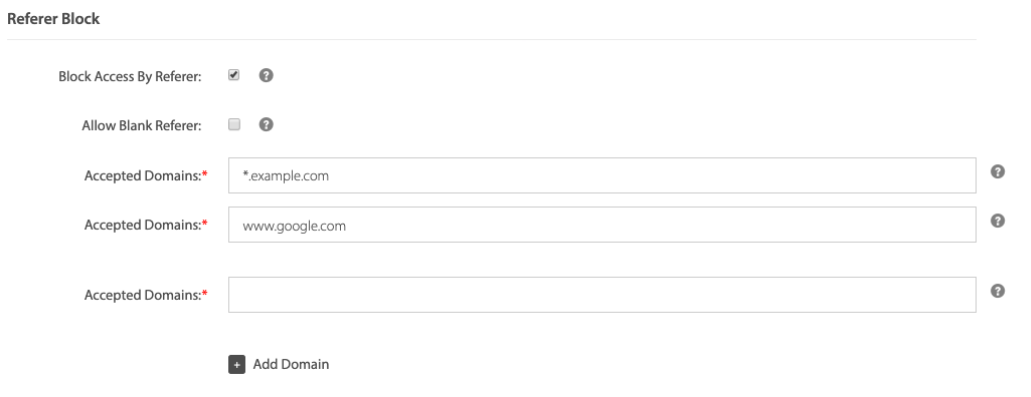 Referer Block
Block Access By Referer: ?
Allow Blank Referer: ?
Accepted Domains:* *.example.com ?
Accepted Domains:* www.google.com ?
Accepted Domains:* ?
+ Add Domain